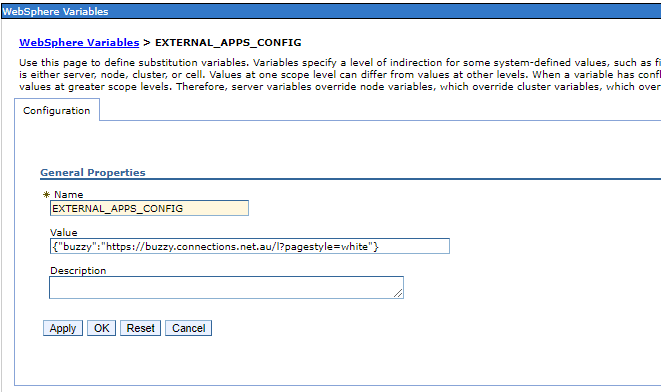 WebSphere Variables
WebSphere Variables > EXTERNAL_APPS_CONFIG
Use this page to define substitution variables. Variables specify a level of indirection for some system-defined values, such as fi
is either server, node, cluster, or cell. Values at one scope level can differ from values at other levels. When a variable has conf
values at greater scope levels. Therefore, server variables override node variables, which override cluster variables, which over
Configuration
General Properties
* Name
EXTERNAL_APPS_CONFIG
Value
{"buzzy":"https://buzzy.connections.net.au/l?pagestyle=white"}
Description
Apply OK Reset Cancel